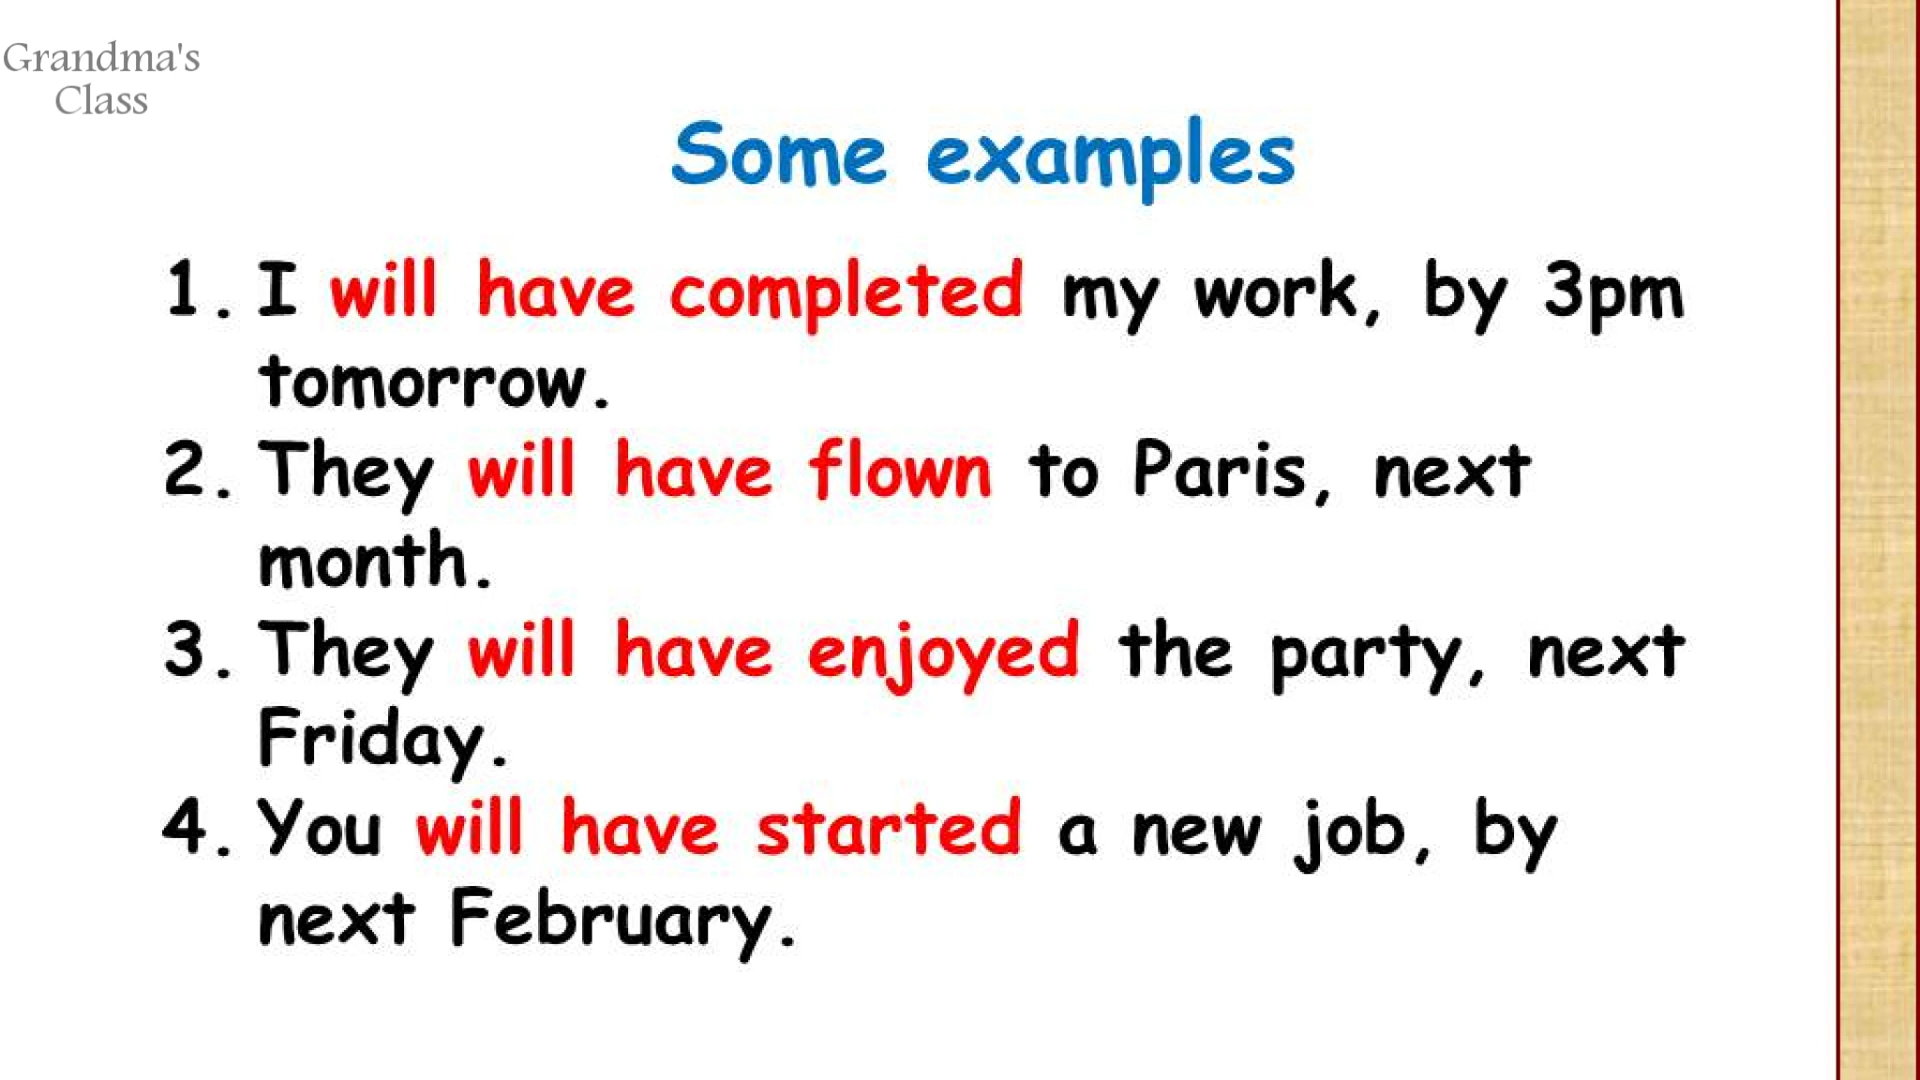 Grandma's
Class
Some examples
1. I will have completed my work, by 3pm
tomorrow.
2. They will have flown to Paris, next
month.
3. They will have enjoyed the party, next
Friday.
4. You will have started a new job, by
next February.